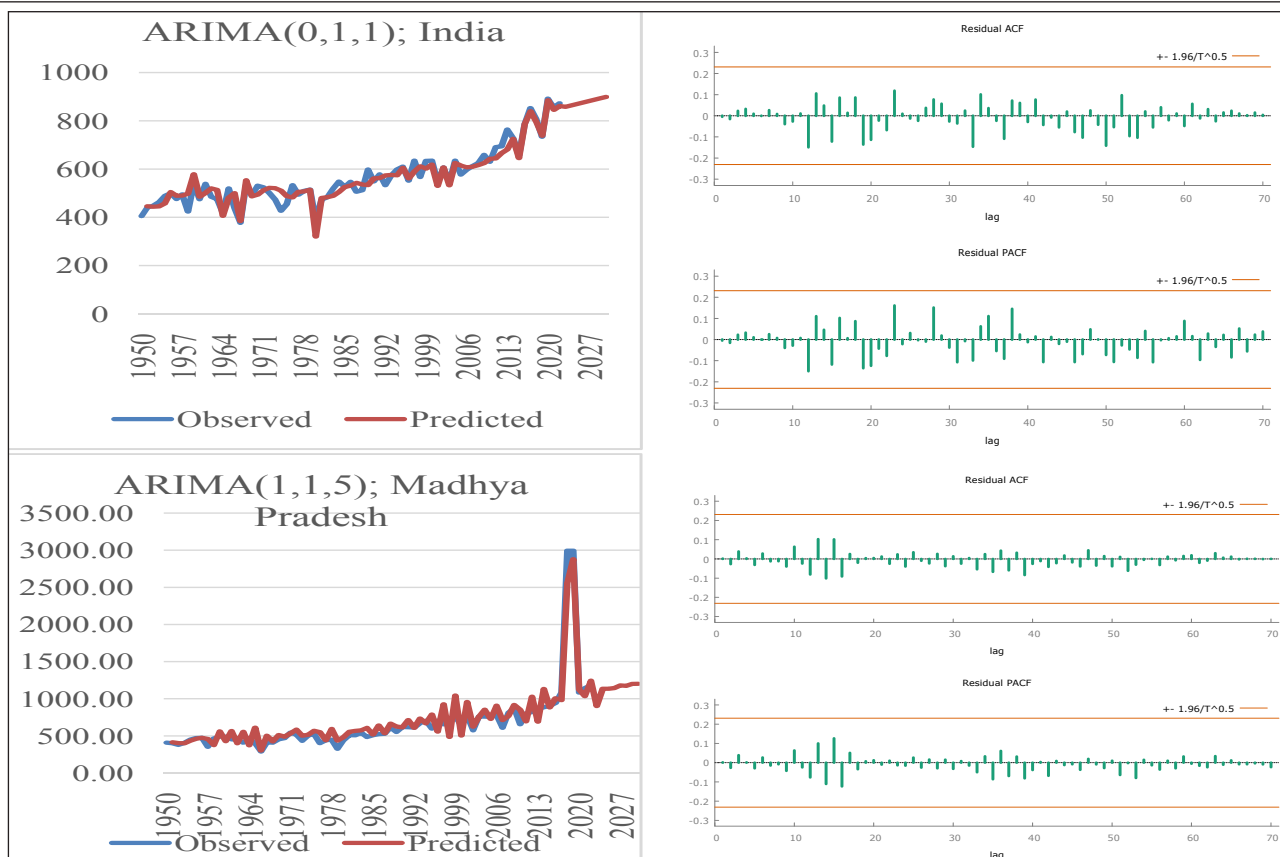 ARIMA(0,1,1); India
1000
800
600
400
200
0
1950 1957 1964 1971 1978 1985 1992 1999 2006 2013 2020 2027
Observed Predicted
Residual ACF
+- 1.96/T^0.5
0.3
0.2
0.1
0
-0.1
-0.2
-0.3
0 10 20 30 40 50 60 70
lag
Residual PACF
+- 1.96/T^0.5
0.3
0.2
0.1
0
-0.1
-0.2
-0.3
0 10 20 30 40 50 60 70
lag
ARIMA(1,1,5); Madhya
Pradesh
3500.00
3000.00
2500.00
2000.00
1500.00
1000.00
500.00
0.00
1950 1957 1964 1971 1978 1985 1992 1999 2006 2013 2020 2027
Observed Predicted
Residual ACF
+- 1.96/T^0.5
0.3
0.2
0.1
0
-0.1
-0.2
-0.3
0 10 20 30 40 50 60 70
lag
Residual PACF
+- 1.96/T^0.5
0.3
0.2
0.1
0
-0.1
-0.2
-0.3
0 10 20 30 40 50 60 70
lag